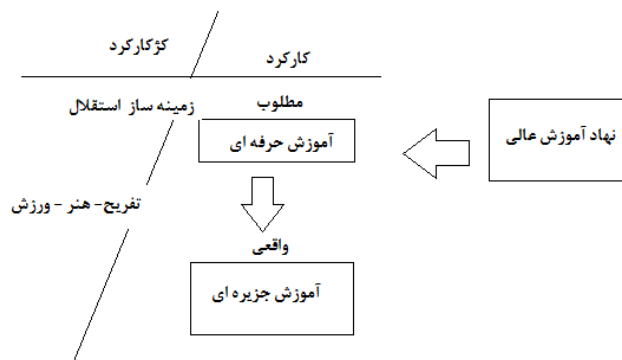 کارکرد
کژکارکرد
مطلوب
زمینه ساز استقلال
نهاد آموزش عالی
آموزش حرفه ای
تفریح- هنر - ورزش
واقعی
آموزش جزیره ای